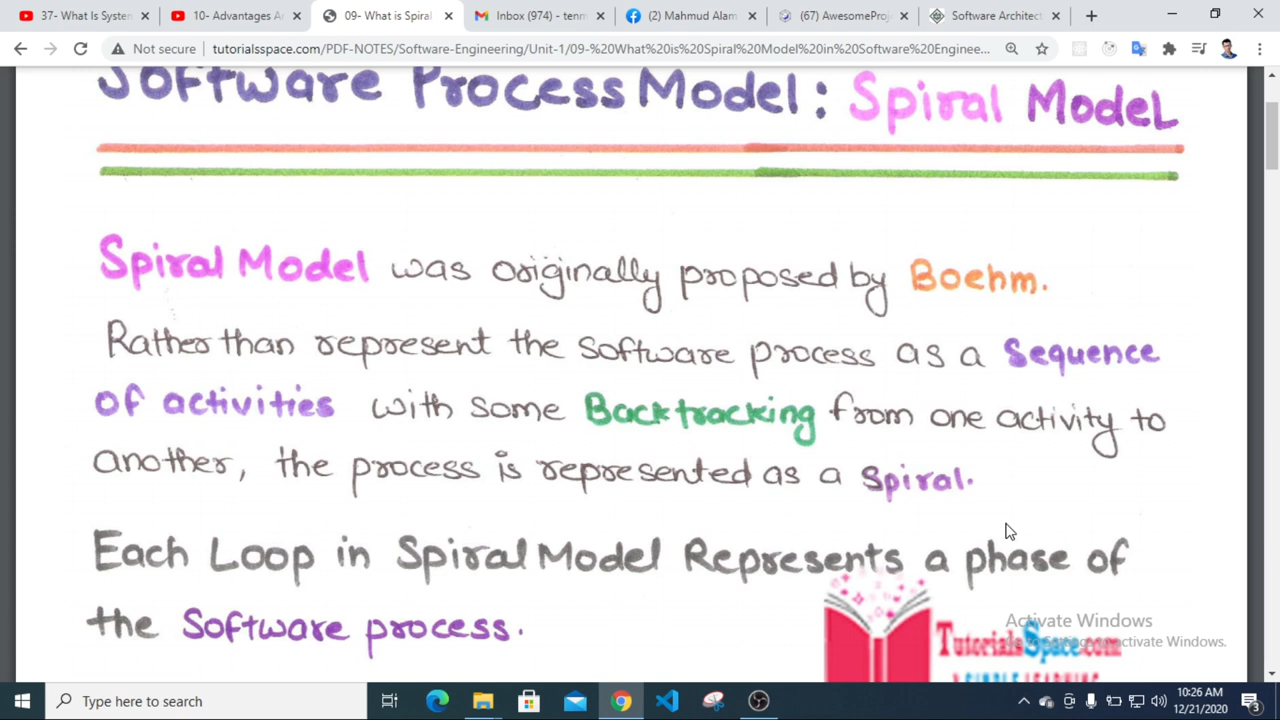 37- What Is System
10- Advantages A
09- What is Spiral
Inbox (974) - tenm
(2) Mahmud Alam
(67) AwesomeProj
Software Architect
Not secure
tutorialsspace.com/PDF-NOTES/Software-Engineering/Unit-1/09-%20What%20is%20Spiral%20Model%20in%20Software%20Enginee...
Software Process Model: Spiral Model
Spiral Model was originally proposed by Boehm.
Rather than represent the software process as a Sequence
of activities with some Backtracking from one activity to
another, the process is represented as a Spiral.
Each Loop in Spiral Model Represents a phase of
the Software process.
Activate Windows
TutorialsSpace.com
Type here to search
10:26 AM
12/21/2020
3